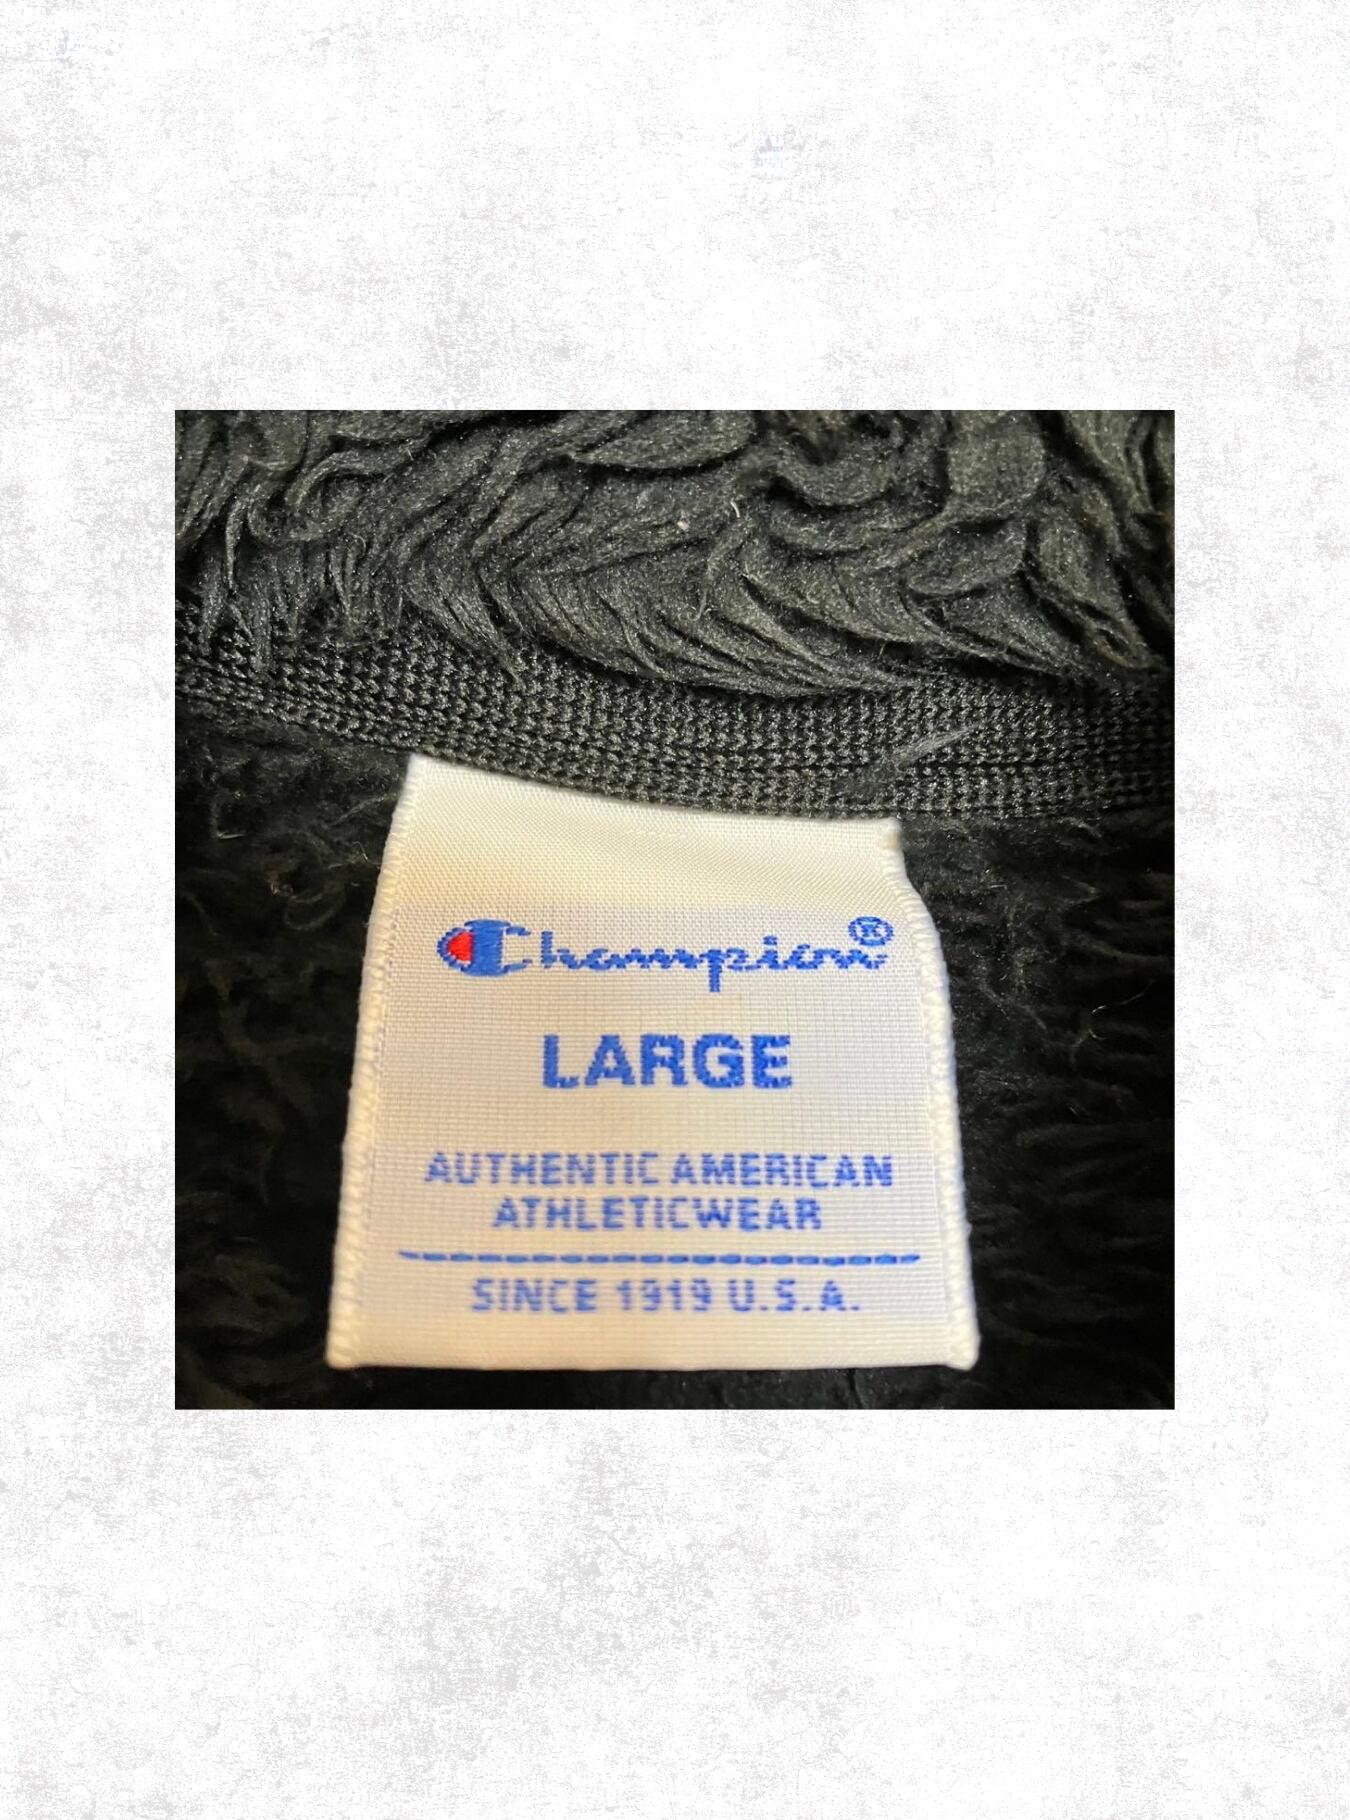 Champion®
LARGE
AUTHENTIC AMERICAN
ATHLETICWEAR
SINCE 1919 U.S.A.